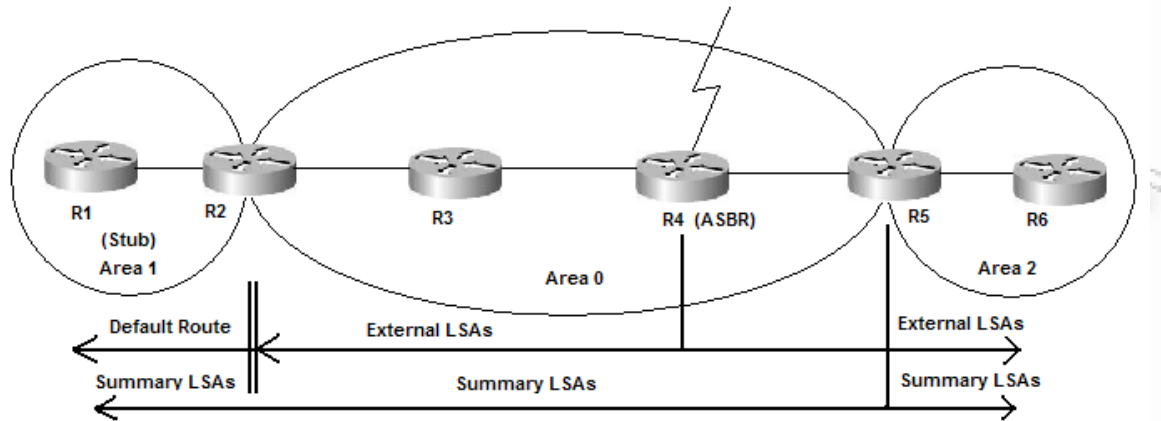 R1
R2
R3
R4 (ASBR)
R5
R6
(Stub)
Area 1
Area 0
Area 2
Default Route
External LSAs
External LSAs
Summary LSAs
Summary LSAs
Summary LSAs